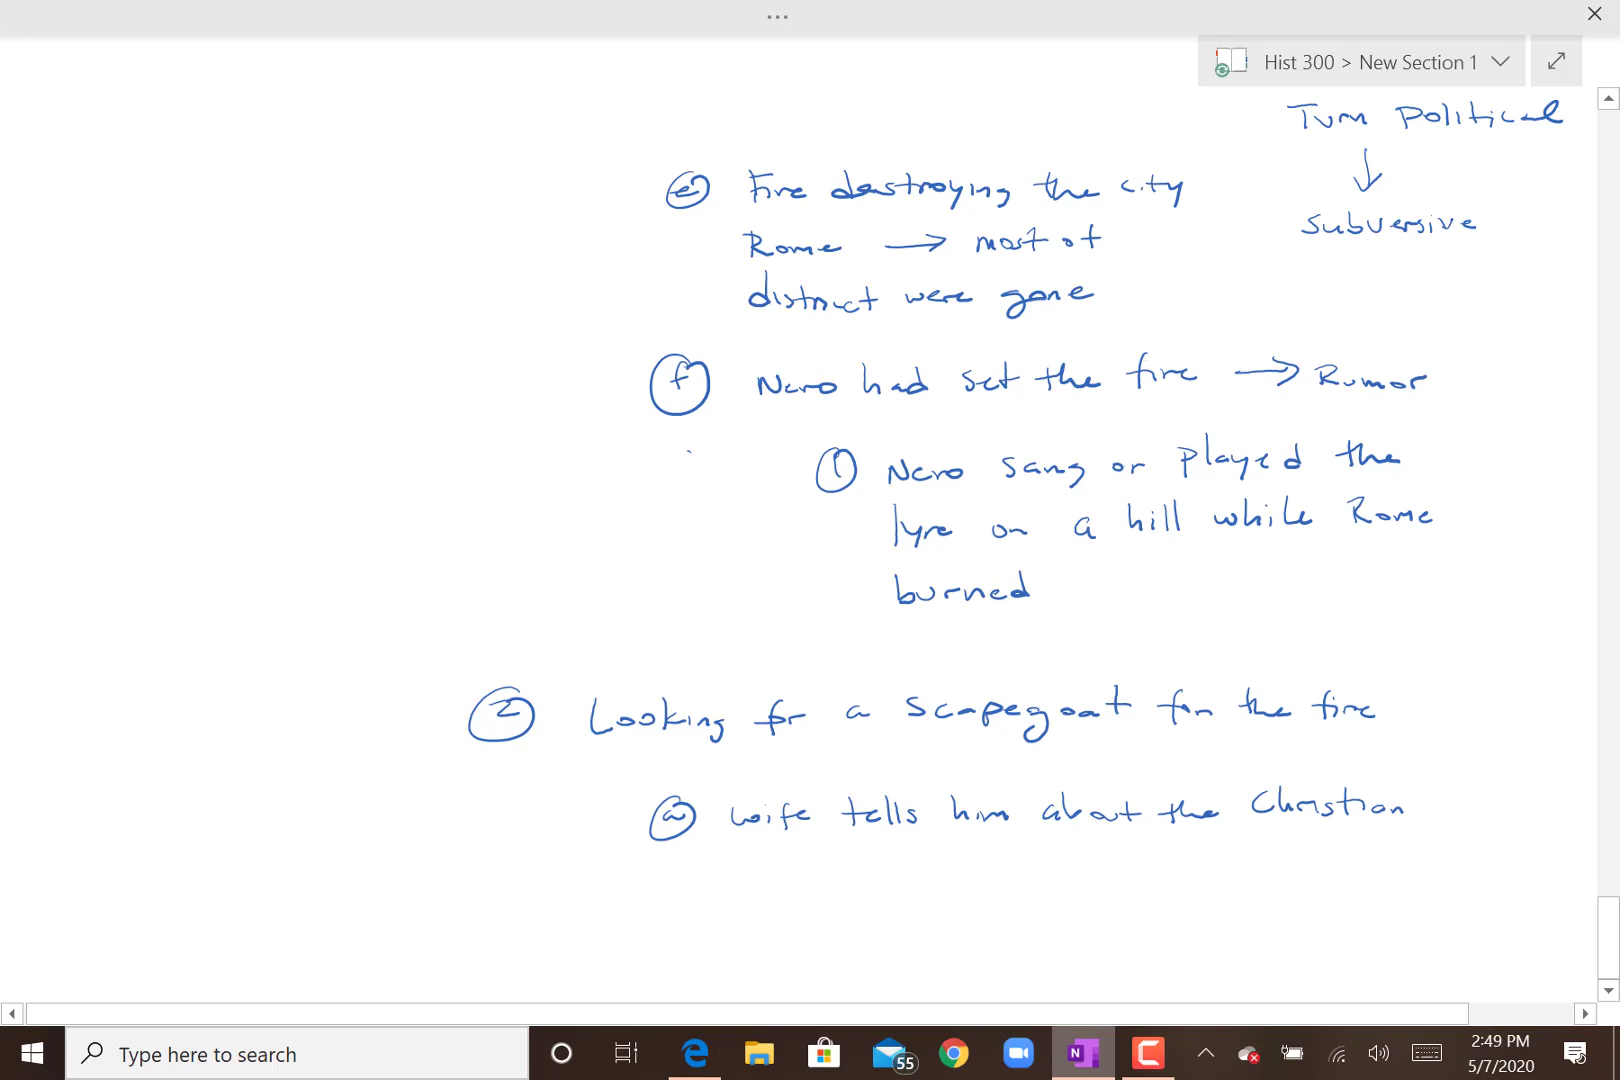 Hist 300 > New Section 1
Turn Political
Subversive
e Fire destroying the city
Rome → most of
district were gone
f Nero had set the fire → Rumor
1 Nero sang or played the
lyre on a hill while Rome
burned
2 Looking for a scapegoat for the fire
a wife tells him about the Christian
Type here to search
55
N
2:49 PM
5/7/2020